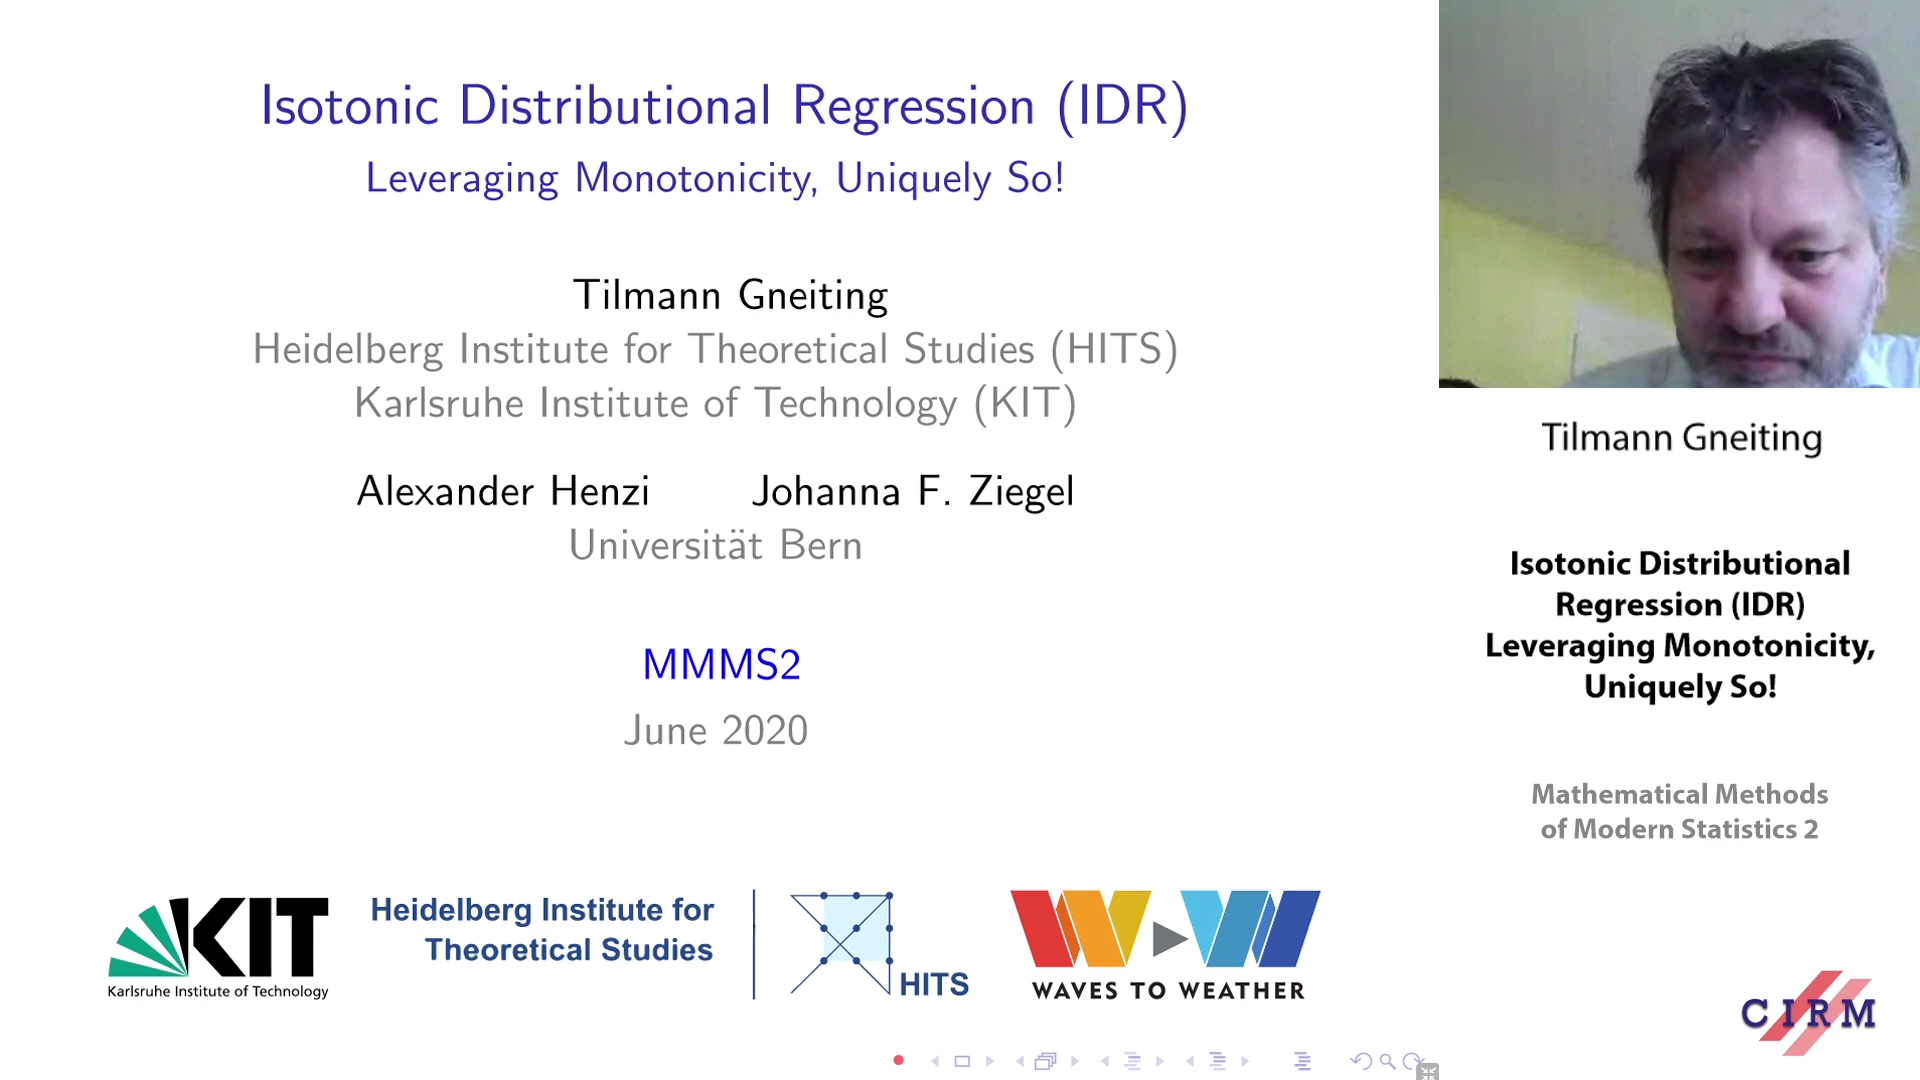 Isotonic Distributional Regression (IDR)
Leveraging Monotonicity, Uniquely So!
Tilmann Gneiting
Heidelberg Institute for Theoretical Studies (HITS)
Karlsruhe Institute of Technology (KIT)
Alexander Henzi Johanna F. Ziegel
Universität Bern
MMMS2
June 2020
KIT
Karlsruhe Institute of Technology
Heidelberg Institute for
Theoretical Studies
HITS
WAVES TO WEATHER
Tilmann Gneiting
Isotonic Distributional
Regression (IDR)
Leveraging Monotonicity,
Uniquely So!
Mathematical Methods
of Modern Statistics 2
CIRM